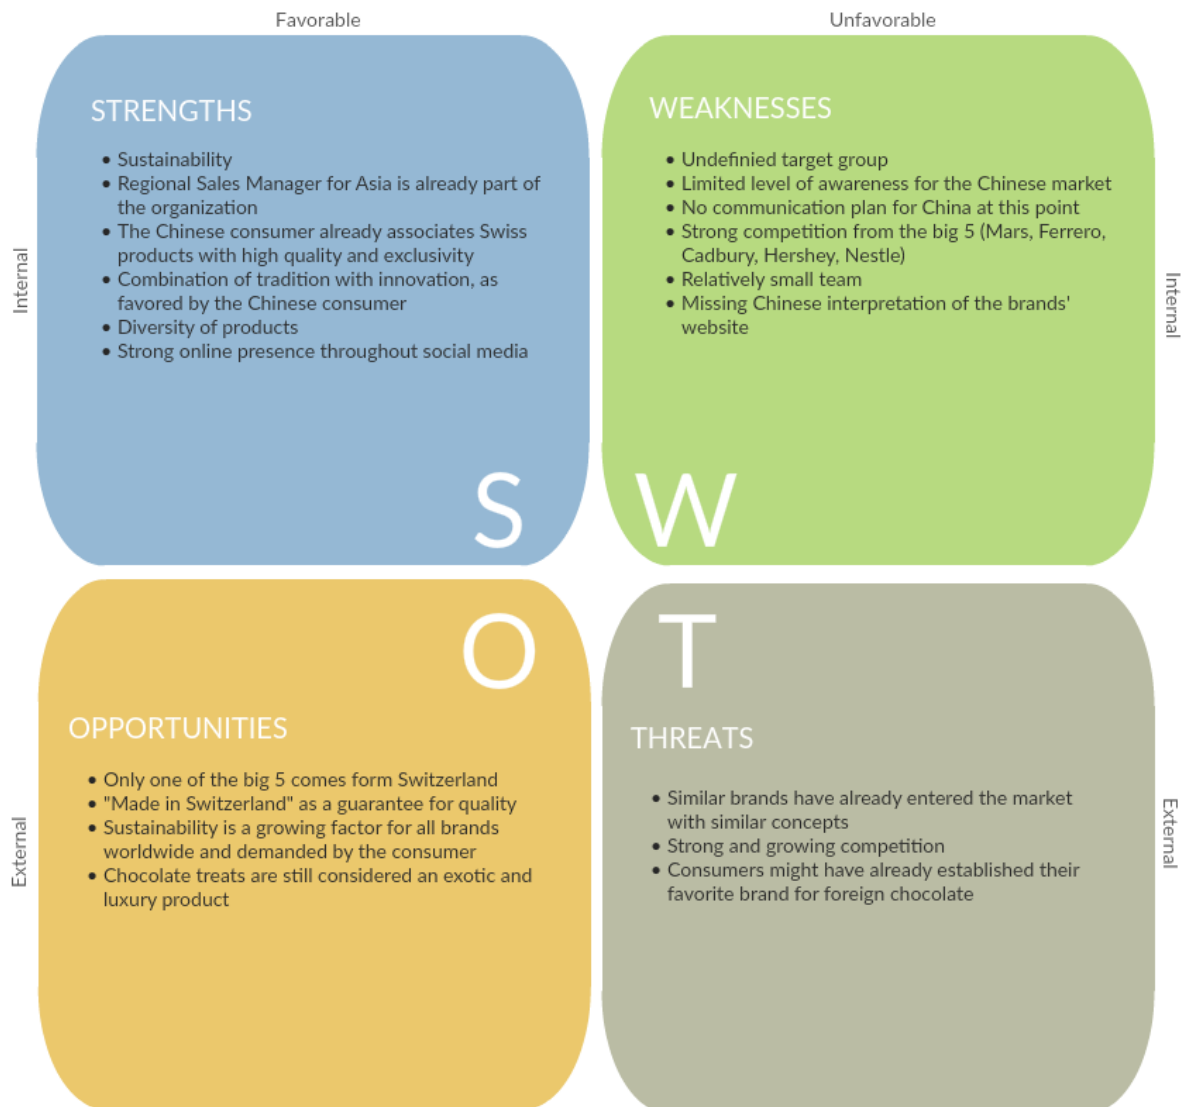 Favorable
Unfavorable
Internal
STRENGTHS
• Sustainability
• Regional Sales Manager for Asia is already part of
the organization
• The Chinese consumer already associates Swiss
products with high quality and exclusivity
• Combination of tradition with innovation, as
favored by the Chinese consumer
• Diversity of products
• Strong online presence throughout social media
S
WEAKNESSES
• Undefinied target group
• Limited level of awareness for the Chinese market
• No communication plan for China at this point
• Strong competition from the big 5 (Mars, Ferrero,
Cadbury, Hershey, Nestle)
• Relatively small team
• Missing Chinese interpretation of the brands'
website
W
Internal
External
O
OPPORTUNITIES
• Only one of the big 5 comes form Switzerland
• "Made in Switzerland" as a guarantee for quality
• Sustainability is a growing factor for all brands
worldwide and demanded by the consumer
• Chocolate treats are still considered an exotic and
luxury product
T
THREATS
• Similar brands have already entered the market
with similar concepts
• Strong and growing competition
• Consumers might have already established their
favorite brand for foreign chocolate
External